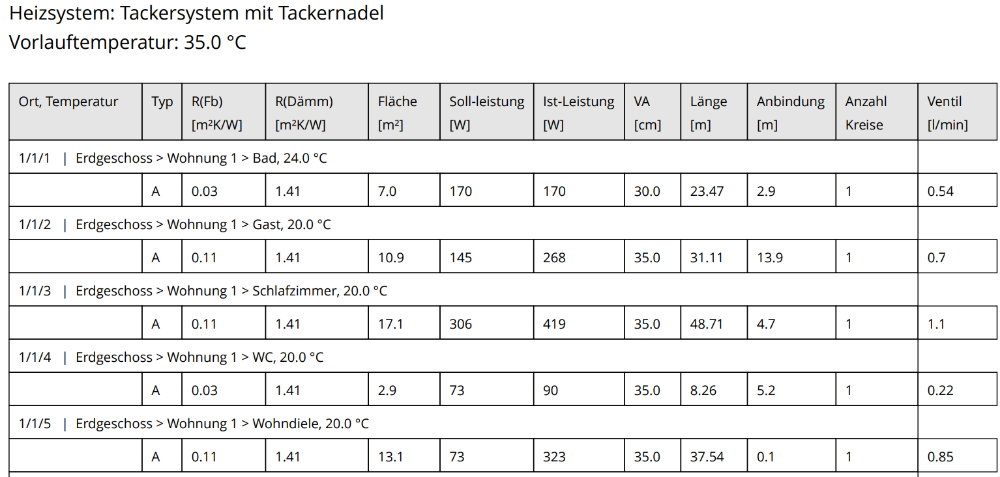 Heizsystem: Tackersystem mit Tackernadel
Vorlauftemperatur: 35.0 °C
Ort, Temperatur Typ R(Fb) [m²K/W] R(Dämm) [m²K/W] Fläche [m²] Soll-leistung [W] Ist-Leistung [W] VA [cm] Länge [m] Anbindung [m] Anzahl Kreise Ventil [l/min]
1/1/1 | Erdgeschoss > Wohnung 1 > Bad, 24.0 °C
A 0.03 1.41 7.0 170 170 30.0 23.47 2.9 1 0.54
1/1/2 | Erdgeschoss > Wohnung 1 > Gast, 20.0 °C
A 0.11 1.41 10.9 145 268 35.0 31.11 13.9 1 0.7
1/1/3 | Erdgeschoss > Wohnung 1 > Schlafzimmer, 20.0 °C
A 0.11 1.41 17.1 306 419 35.0 48.71 4.7 1 1.1
1/1/4 | Erdgeschoss > Wohnung 1 > WC, 20.0 °C
A 0.03 1.41 2.9 73 90 35.0 8.26 5.2 1 0.22
1/1/5 | Erdgeschoss > Wohnung 1 > Wohndiele, 20.0 °C
A 0.11 1.41 13.1 73 323 35.0 37.54 0.1 1 0.85